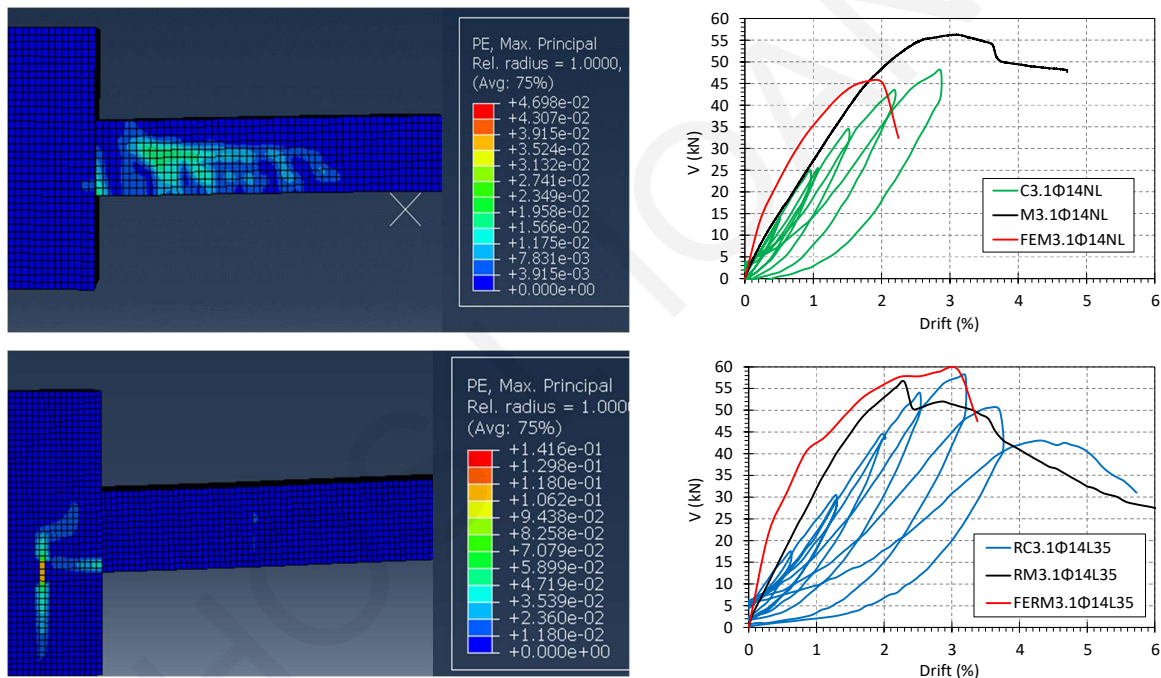 PE, Max. Principal
Rel. radius = 1.0000,
(Avg: 75%)
+4.698e-02
+4.307e-02
+3.915e-02
+3.524e-02
+3.132e-02
+2.741e-02
+2.349e-02
+1.958e-02
+1.566e-02
+1.175e-02
+7.831e-03
+3.915e-03
+0.000e+00
60
55
50
45
40
35
30
25
20
15
10
5
0
V (kN)
C3.1Φ14NL
M3.1Φ14NL
FEM3.1Φ14NL
0 1 2 3 4 5 6
Drift (%)
PE, Max. Principal
Rel. radius = 1.0000
(Avg: 75%)
+1.416e-01
+1.298e-01
+1.180e-01
+1.062e-01
+9.438e-02
+8.258e-02
+7.079e-02
+5.899e-02
+4.719e-02
+3.539e-02
+2.360e-02
+1.180e-02
+0.000e+00
60
55
50
45
40
35
30
25
20
15
10
5
0
V (kN)
RC3.1Φ14L35
RM3.1Φ14L35
FERM3.1Φ14L35
0 1 2 3 4 5 6
Drift (%)